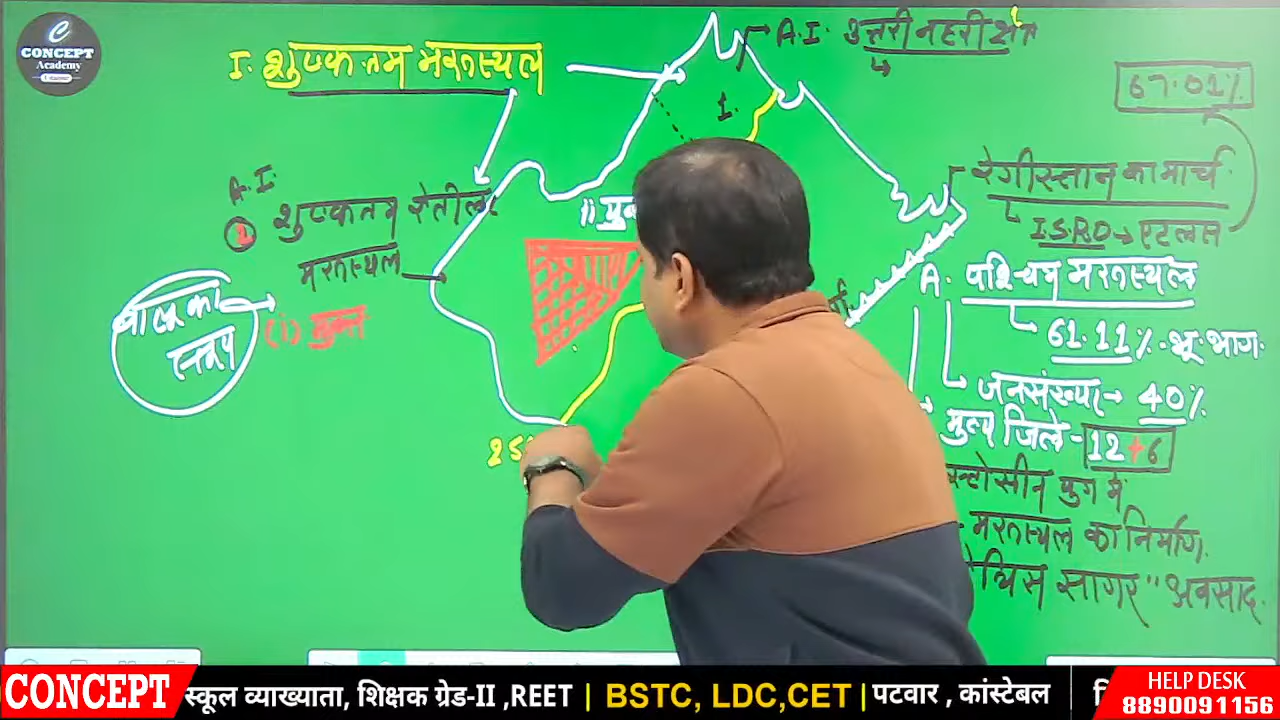 CONCEPT
Academy
I. शुष्कतम मरूस्थल
A.I. उत्तरी नहरी क्षेत्र
67.01%
1.
रेगीस्तान का मार्च
ISRO→एटलस
A.I.
2 शुष्कतम रेतीला
मरूस्थल
A. पश्चिम मरूस्थल
61.11% भू भाग
जनसंख्या→ 40%
मुख्य जिले - 12+6
बालूका
स्तूप
(i) मुक्त
युग में
मरूस्थल का निर्माण
सागर" अवसाद
CONCEPT
स्कूल व्याख्याता, शिक्षक ग्रेड-II ,REET | BSTC, LDC,CET | पटवार , कांस्टेबल
HELP DESK
8890091156